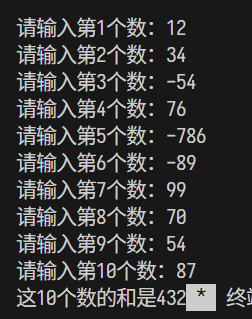 请输入第1个数：12
请输入第2个数：34
请输入第3个数：-54
请输入第4个数：76
请输入第5个数：-786
请输入第6个数：-89
请输入第7个数：99
请输入第8个数：70
请输入第9个数：54
请输入第10个数：87
这10个数的和是432 * 终端